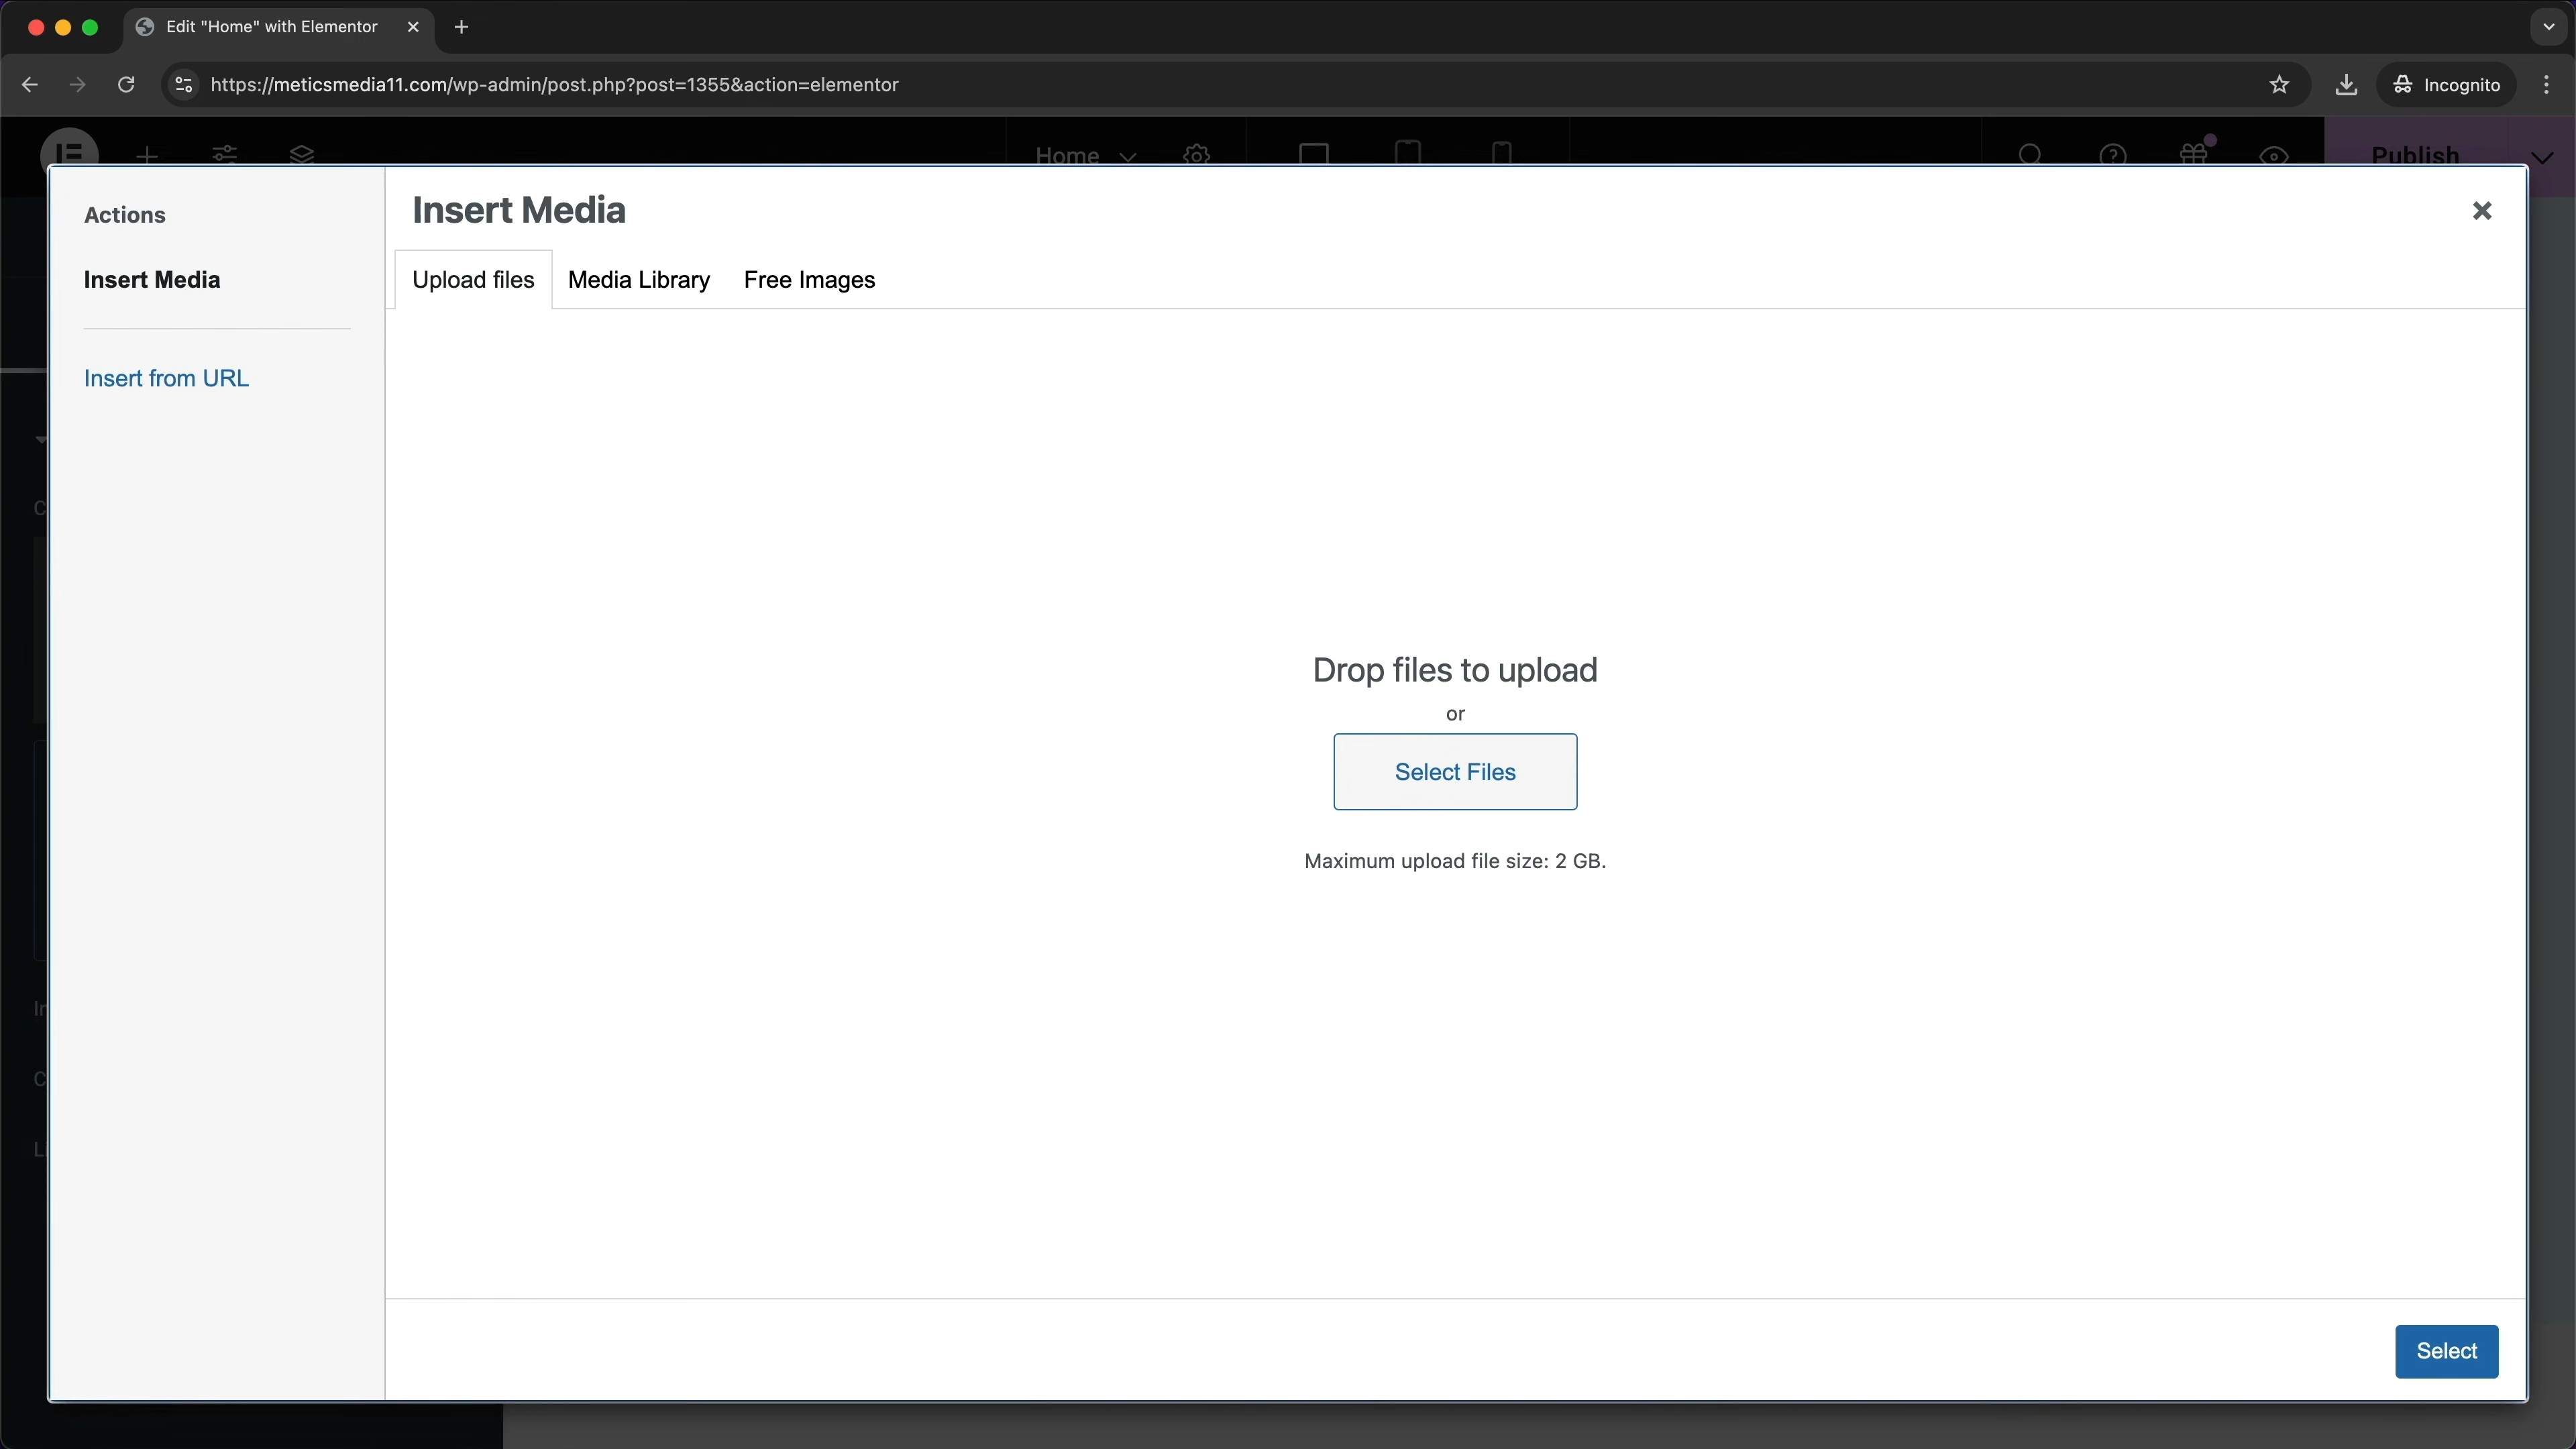 Edit "Home" with Elementor
https://meticsmedia11.com/wp-admin/post.php?post=1355&action=elementor
Incognito
Home
Publish
Actions
Insert Media
Insert from URL
Insert Media
Upload files
Media Library
Free Images
Drop files to upload
or
Select Files
Maximum upload file size: 2 GB.
Select